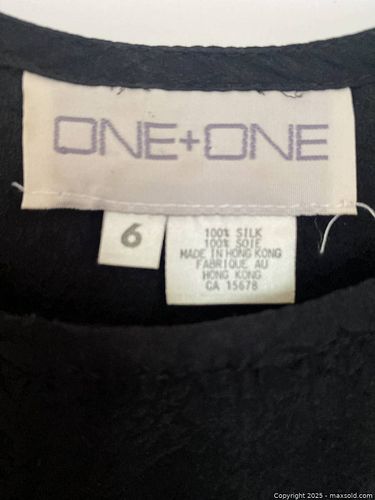 ONE+ONE
6
100% SILK
100% SOIE
MADE IN HONG KONG
FABRIQUE AU
HONG KONG
CA 15678
Copyright © 2025 - maxsold.com